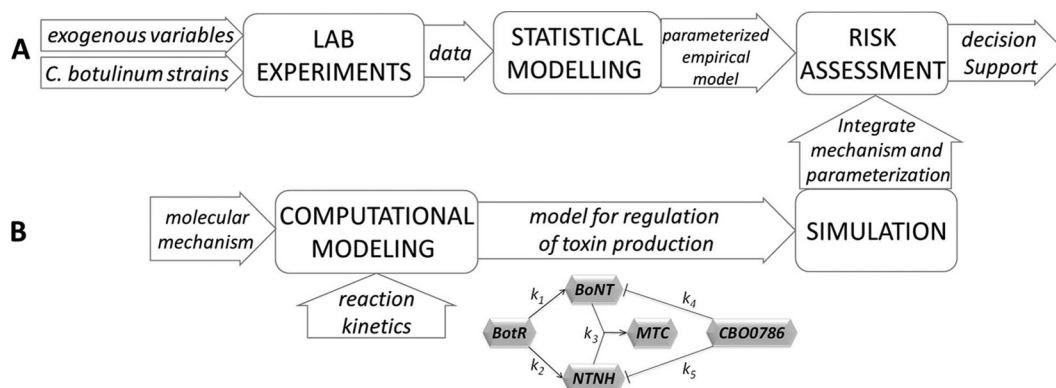 A
exogenous variables
C. botulinum strains
LAB
EXPERIMENTS
data
STATISTICAL
MODELLING
parameterized
empirical
model
RISK
ASSESSMENT
decision
Support
Integrate
mechanism and
parameterization
B
molecular
mechanism
COMPUTATIONAL
MODELING
model for regulation
of toxin production
SIMULATION
reaction
kinetics
k1
BoNT
k4
BotR
k3
MTC
CBO0786
k2
NTNH
k5